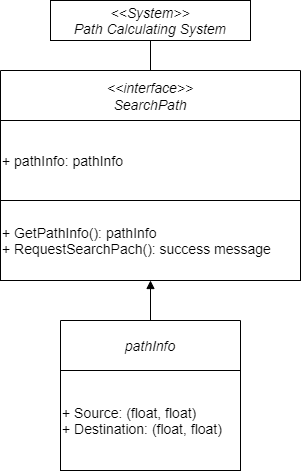 <<System>>
Path Calculating System
<<interface>>
SearchPath
+ pathInfo: pathInfo
+ GetPathInfo(): pathInfo
+ RequestSearchPach(): success message
pathInfo
+ Source: (float, float)
+ Destination: (float, float)